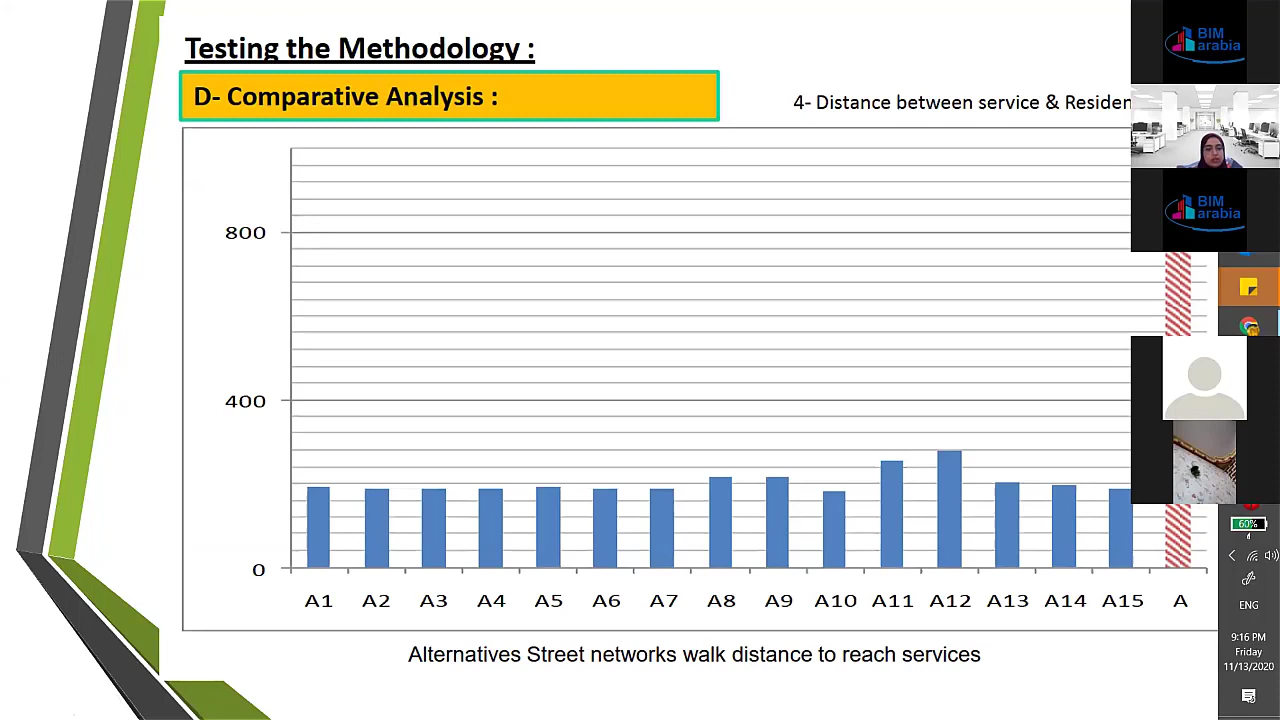 Testing the Methodology :
D- Comparative Analysis :
4- Distance between service & Residen
800
400
0
A1 A2 A3 A4 A5 A6 A7 A8 A9 A10 A11 A12 A13 A14 A15 A
Alternatives Street networks walk distance to reach services
BIM
arabia
BIM
arabia
60%
ENG
9:16 PM
Friday
11/13/2020